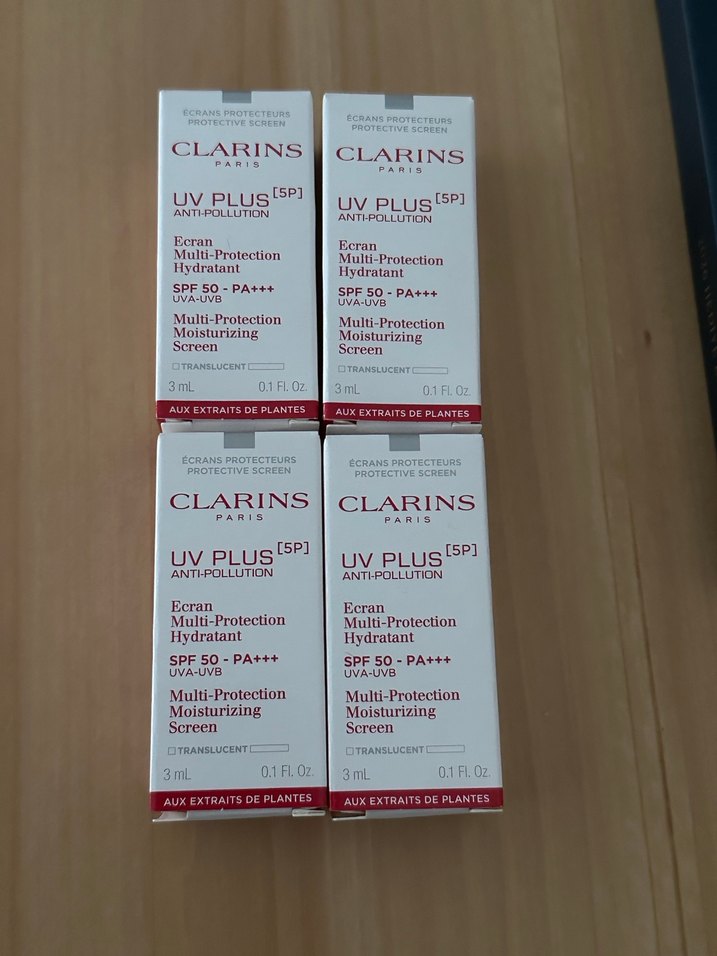 ÉCRANS PROTECTEURS
PROTECTIVE SCREEN
CLARINS
PARIS
UV PLUS [5P]
ANTI-POLLUTION
Ecran
Multi-Protection
Hydratant
SPF 50 - PA+++
UVA-UVB
Multi-Protection
Moisturizing
Screen
TRANSLUCENT
3 mL 0.1 Fl. Oz.
AUX EXTRAITS DE PLANTES
ÉCRANS PROTECTEURS
PROTECTIVE SCREEN
CLARINS
PARIS
UV PLUS [5P]
ANTI-POLLUTION
Ecran
Multi-Protection
Hydratant
SPF 50 - PA+++
UVA-UVB
Multi-Protection
Moisturizing
Screen
TRANSLUCENT
3 mL 0.1 Fl. Oz.
AUX EXTRAITS DE PLANTES
ÉCRANS PROTECTEURS
PROTECTIVE SCREEN
CLARINS
PARIS
UV PLUS [5P]
ANTI-POLLUTION
Ecran
Multi-Protection
Hydratant
SPF 50 - PA+++
UVA-UVB
Multi-Protection
Moisturizing
Screen
TRANSLUCENT
3 mL 0.1 Fl. Oz.
AUX EXTRAITS DE PLANTES
ÉCRANS PROTECTEURS
PROTECTIVE SCREEN
CLARINS
PARIS
UV PLUS [5P]
ANTI-POLLUTION
Ecran
Multi-Protection
Hydratant
SPF 50 - PA+++
UVA-UVB
Multi-Protection
Moisturizing
Screen
TRANSLUCENT
3 mL 0.1 Fl. Oz.
AUX EXTRAITS DE PLANTES